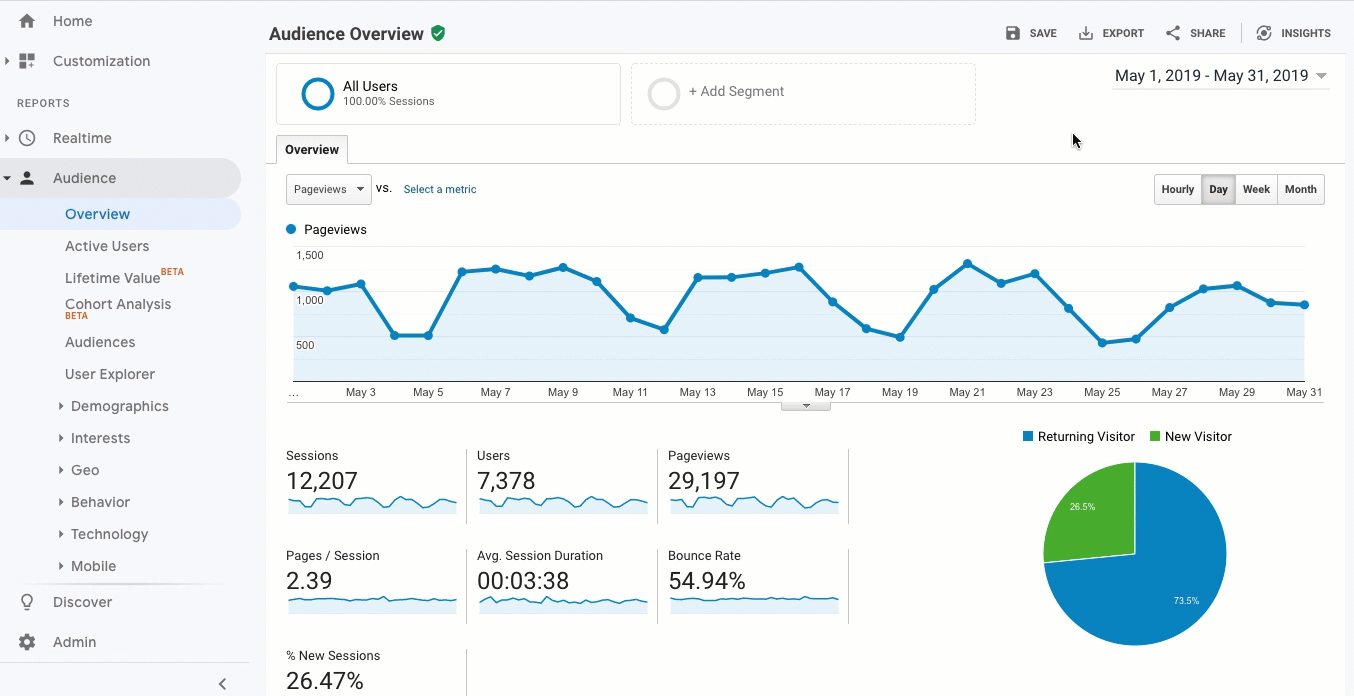 Home
Customization
REPORTS
Realtime
Audience
Overview
Active Users
Lifetime Value BETA
Cohort Analysis
BETA
Audiences
User Explorer
Demographics
Interests
Geo
Behavior
Technology
Mobile
Discover
Admin
Audience Overview
SAVE EXPORT SHARE INSIGHTS
All Users
100.00% Sessions
+ Add Segment
May 1, 2019 - May 31, 2019
Overview
Pageviews vs. Select a metric
Hourly Day Week Month
Pageviews
1,500
1,000
500
... May 3 May 5 May 7 May 9 May 11 May 13 May 15 May 17 May 19 May 21 May 23 May 25 May 27 May 29 May 31
Sessions
12,207
Users
7,378
Pageviews
29,197
Pages / Session
2.39
Avg. Session Duration
00:03:38
Bounce Rate
54.94%
% New Sessions
26.47%
Returning Visitor New Visitor
26.5%
73.5%